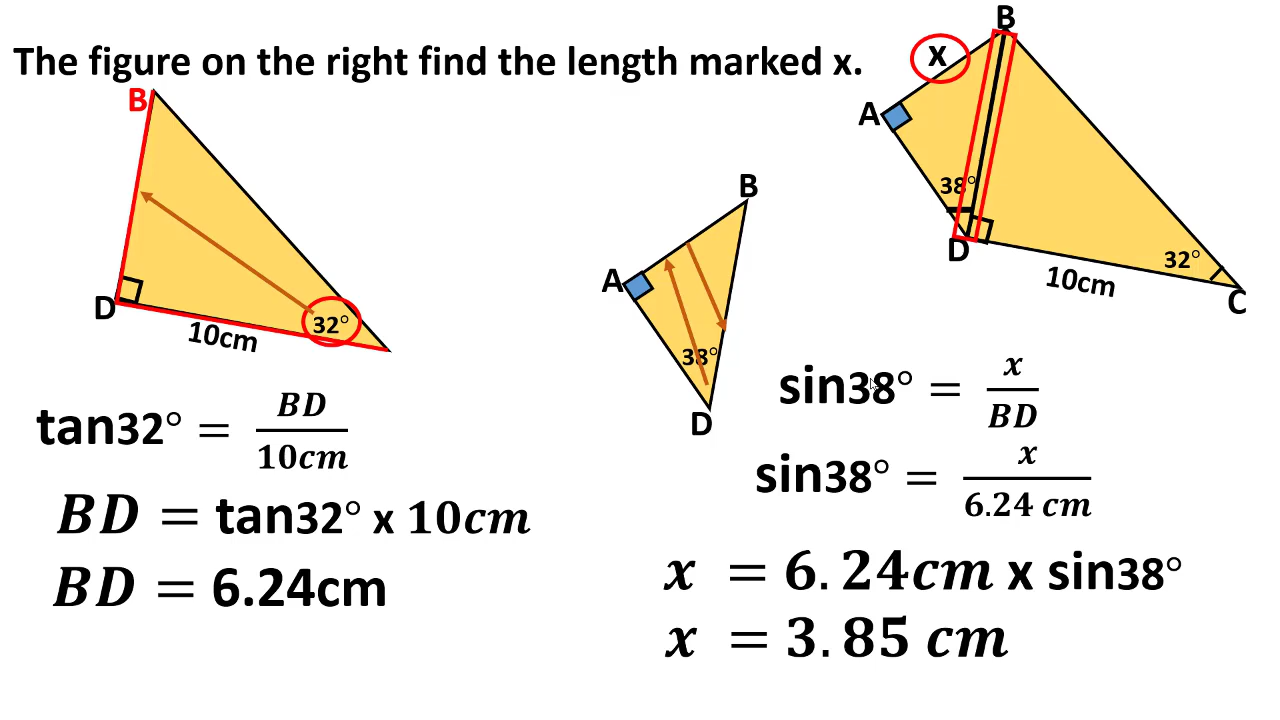 The figure on the right find the length marked x.
B
D
10cm
32°
tan32° = BD/10cm
BD = tan32° x 10cm
BD = 6.24cm
B
A
38°
D
B
x
A
38°
D
10cm
32°
C
sin38° = x/BD
sin38° = x/6.24 cm
x = 6.24cm x sin38°
x = 3.85 cm